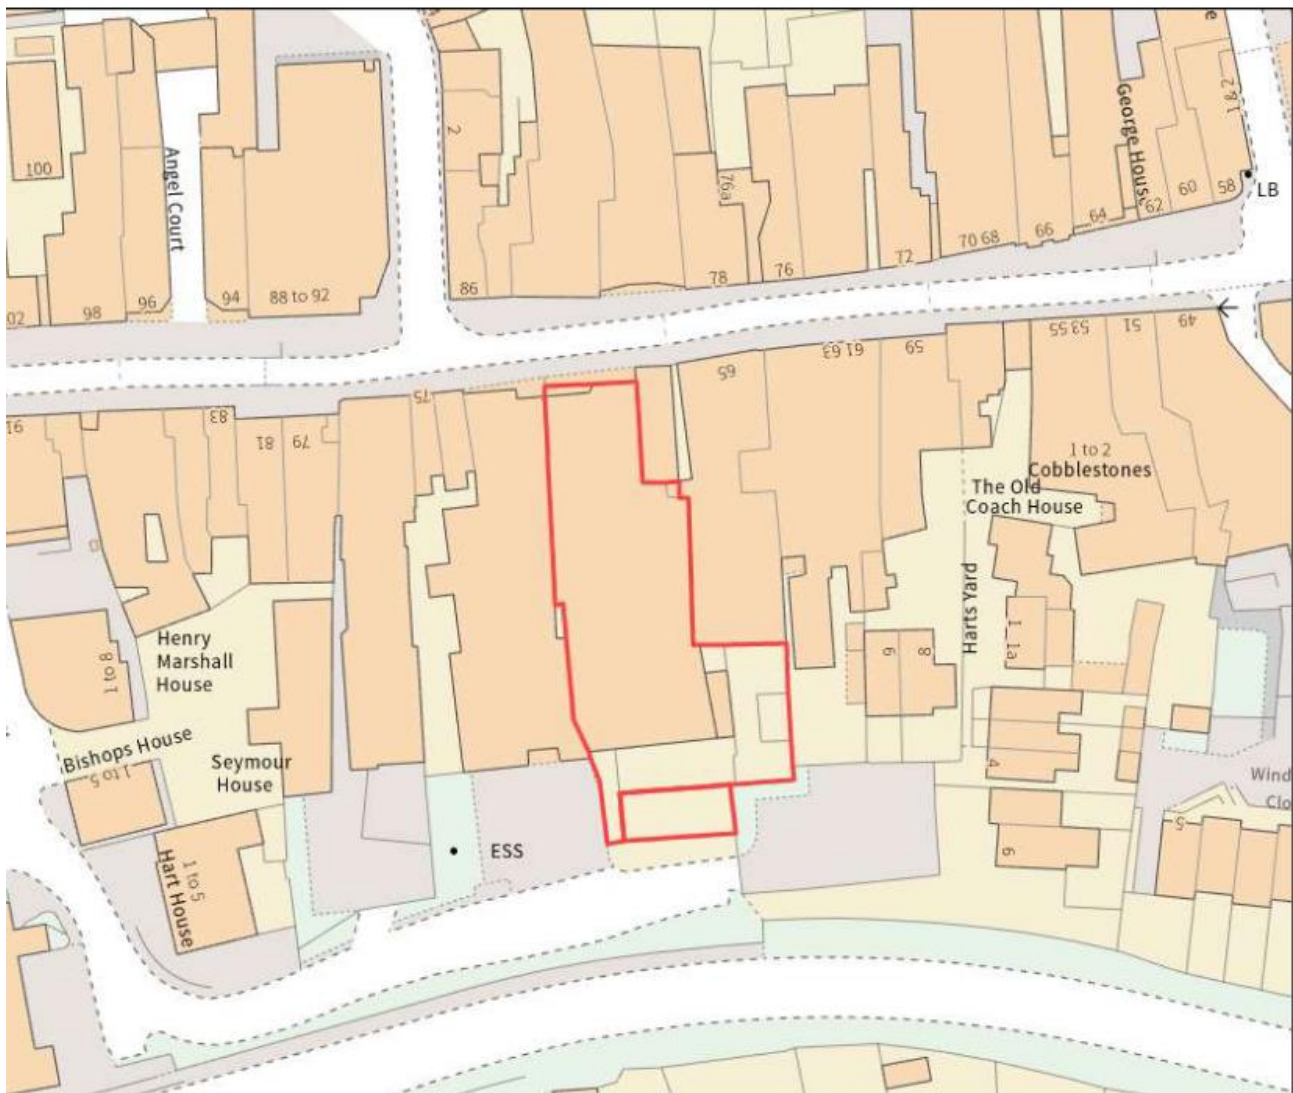 100
Angel Court
02
98
96
94
88 to 92
2
86
76a
78
76
72
70 68
66
64
George House
62
60
58
1 & 2
LB
e
91
83
81
79
75
65
61 63
59
53 55
51
49
1 to 2
Cobblestones
The Old
Coach House
Harts Yard
1
1a
6
8
4
6
5
Wind
Clo
Henry
Marshall
House
1 to 8
Bishops House
1 to 5
Seymour
House
Hart House
1 to 5
ESS